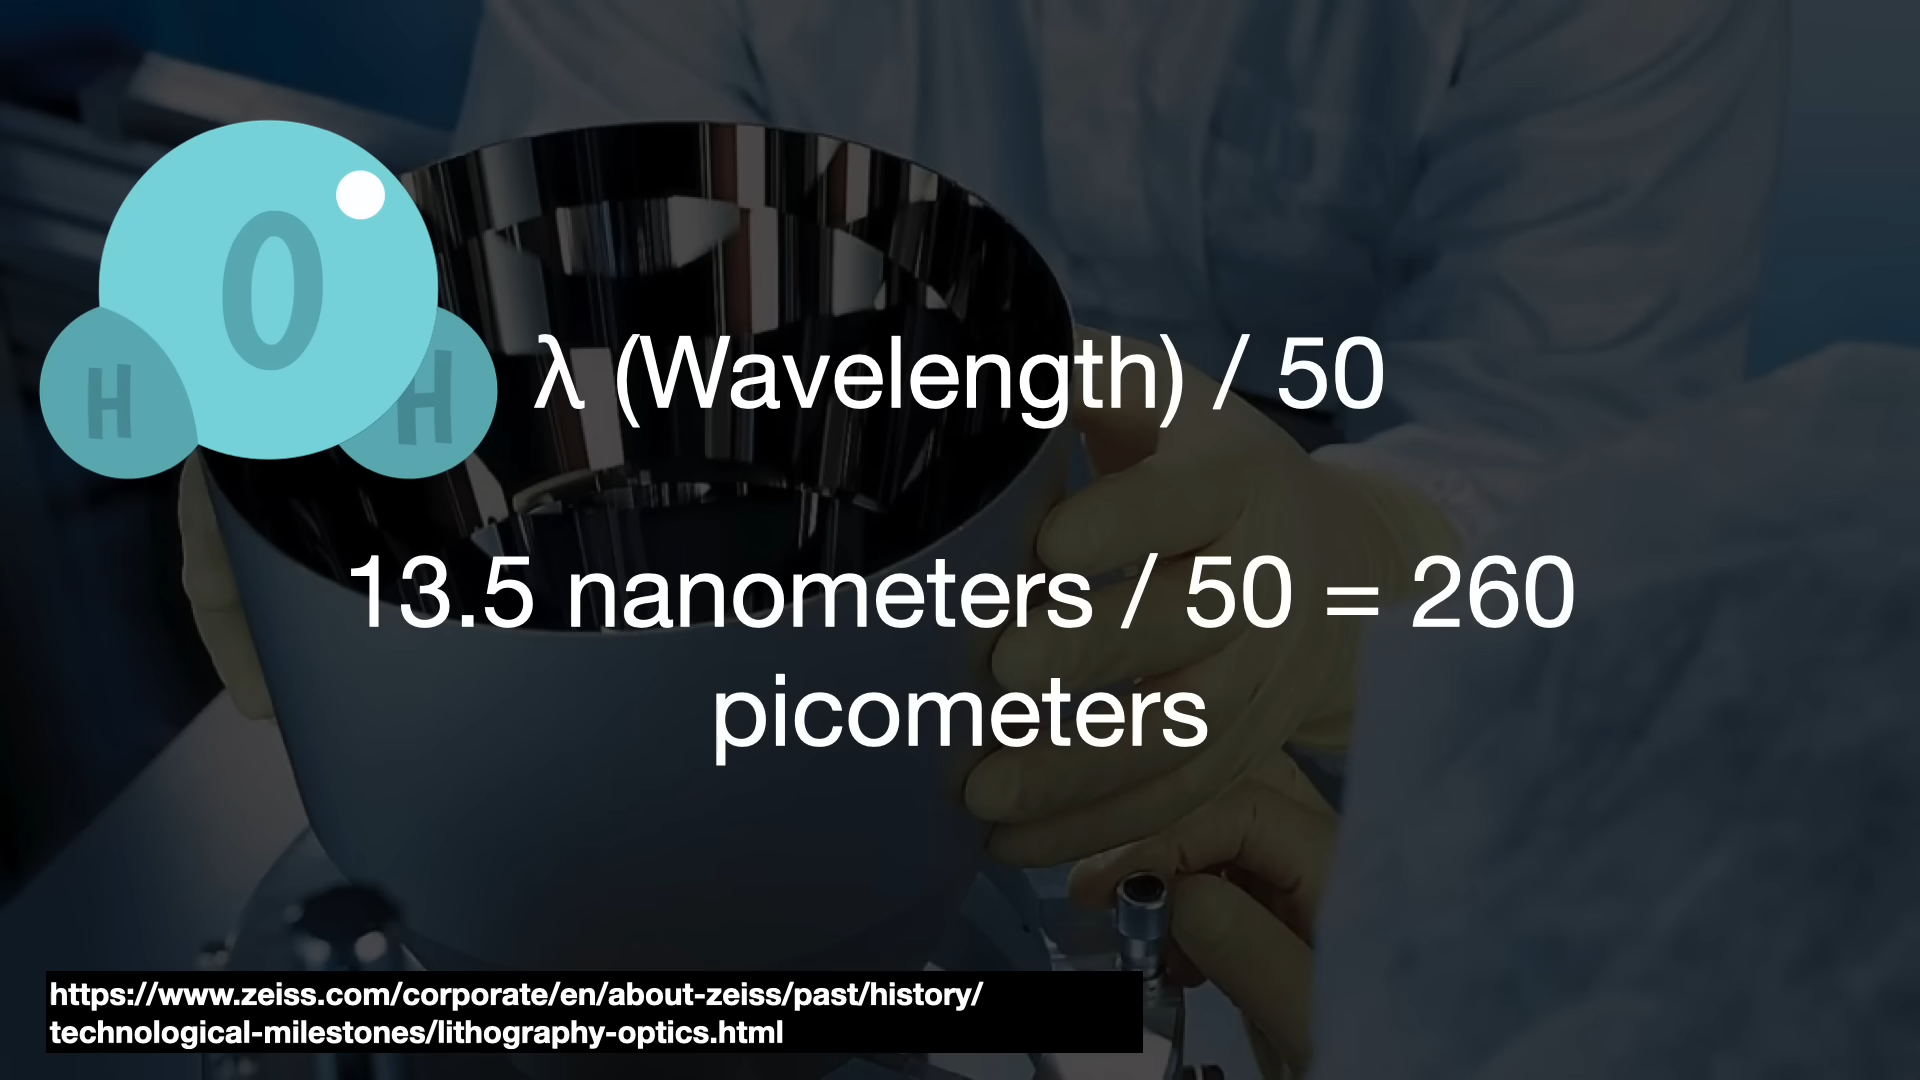 O
H
H
λ (Wavelength) / 50
13.5 nanometers / 50 = 260
picometers
https://www.zeiss.com/corporate/en/about-zeiss/past/history/
technological-milestones/lithography-optics.html